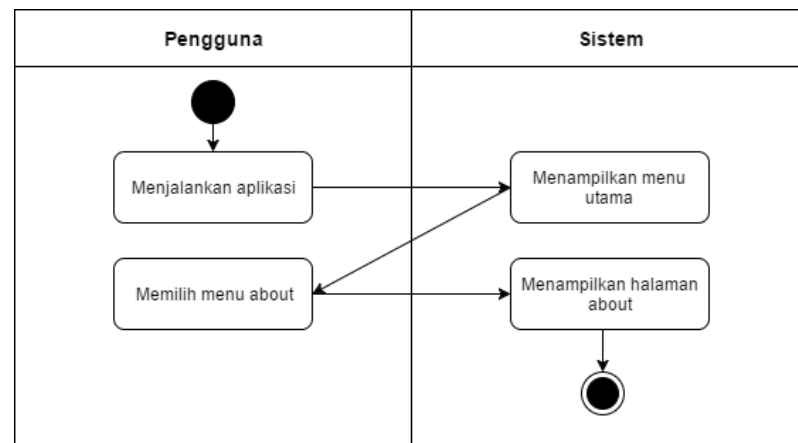 Pengguna
Sistem
Menjalankan aplikasi
Menampilkan menu
utama
Memilih menu about
Menampilkan halaman
about